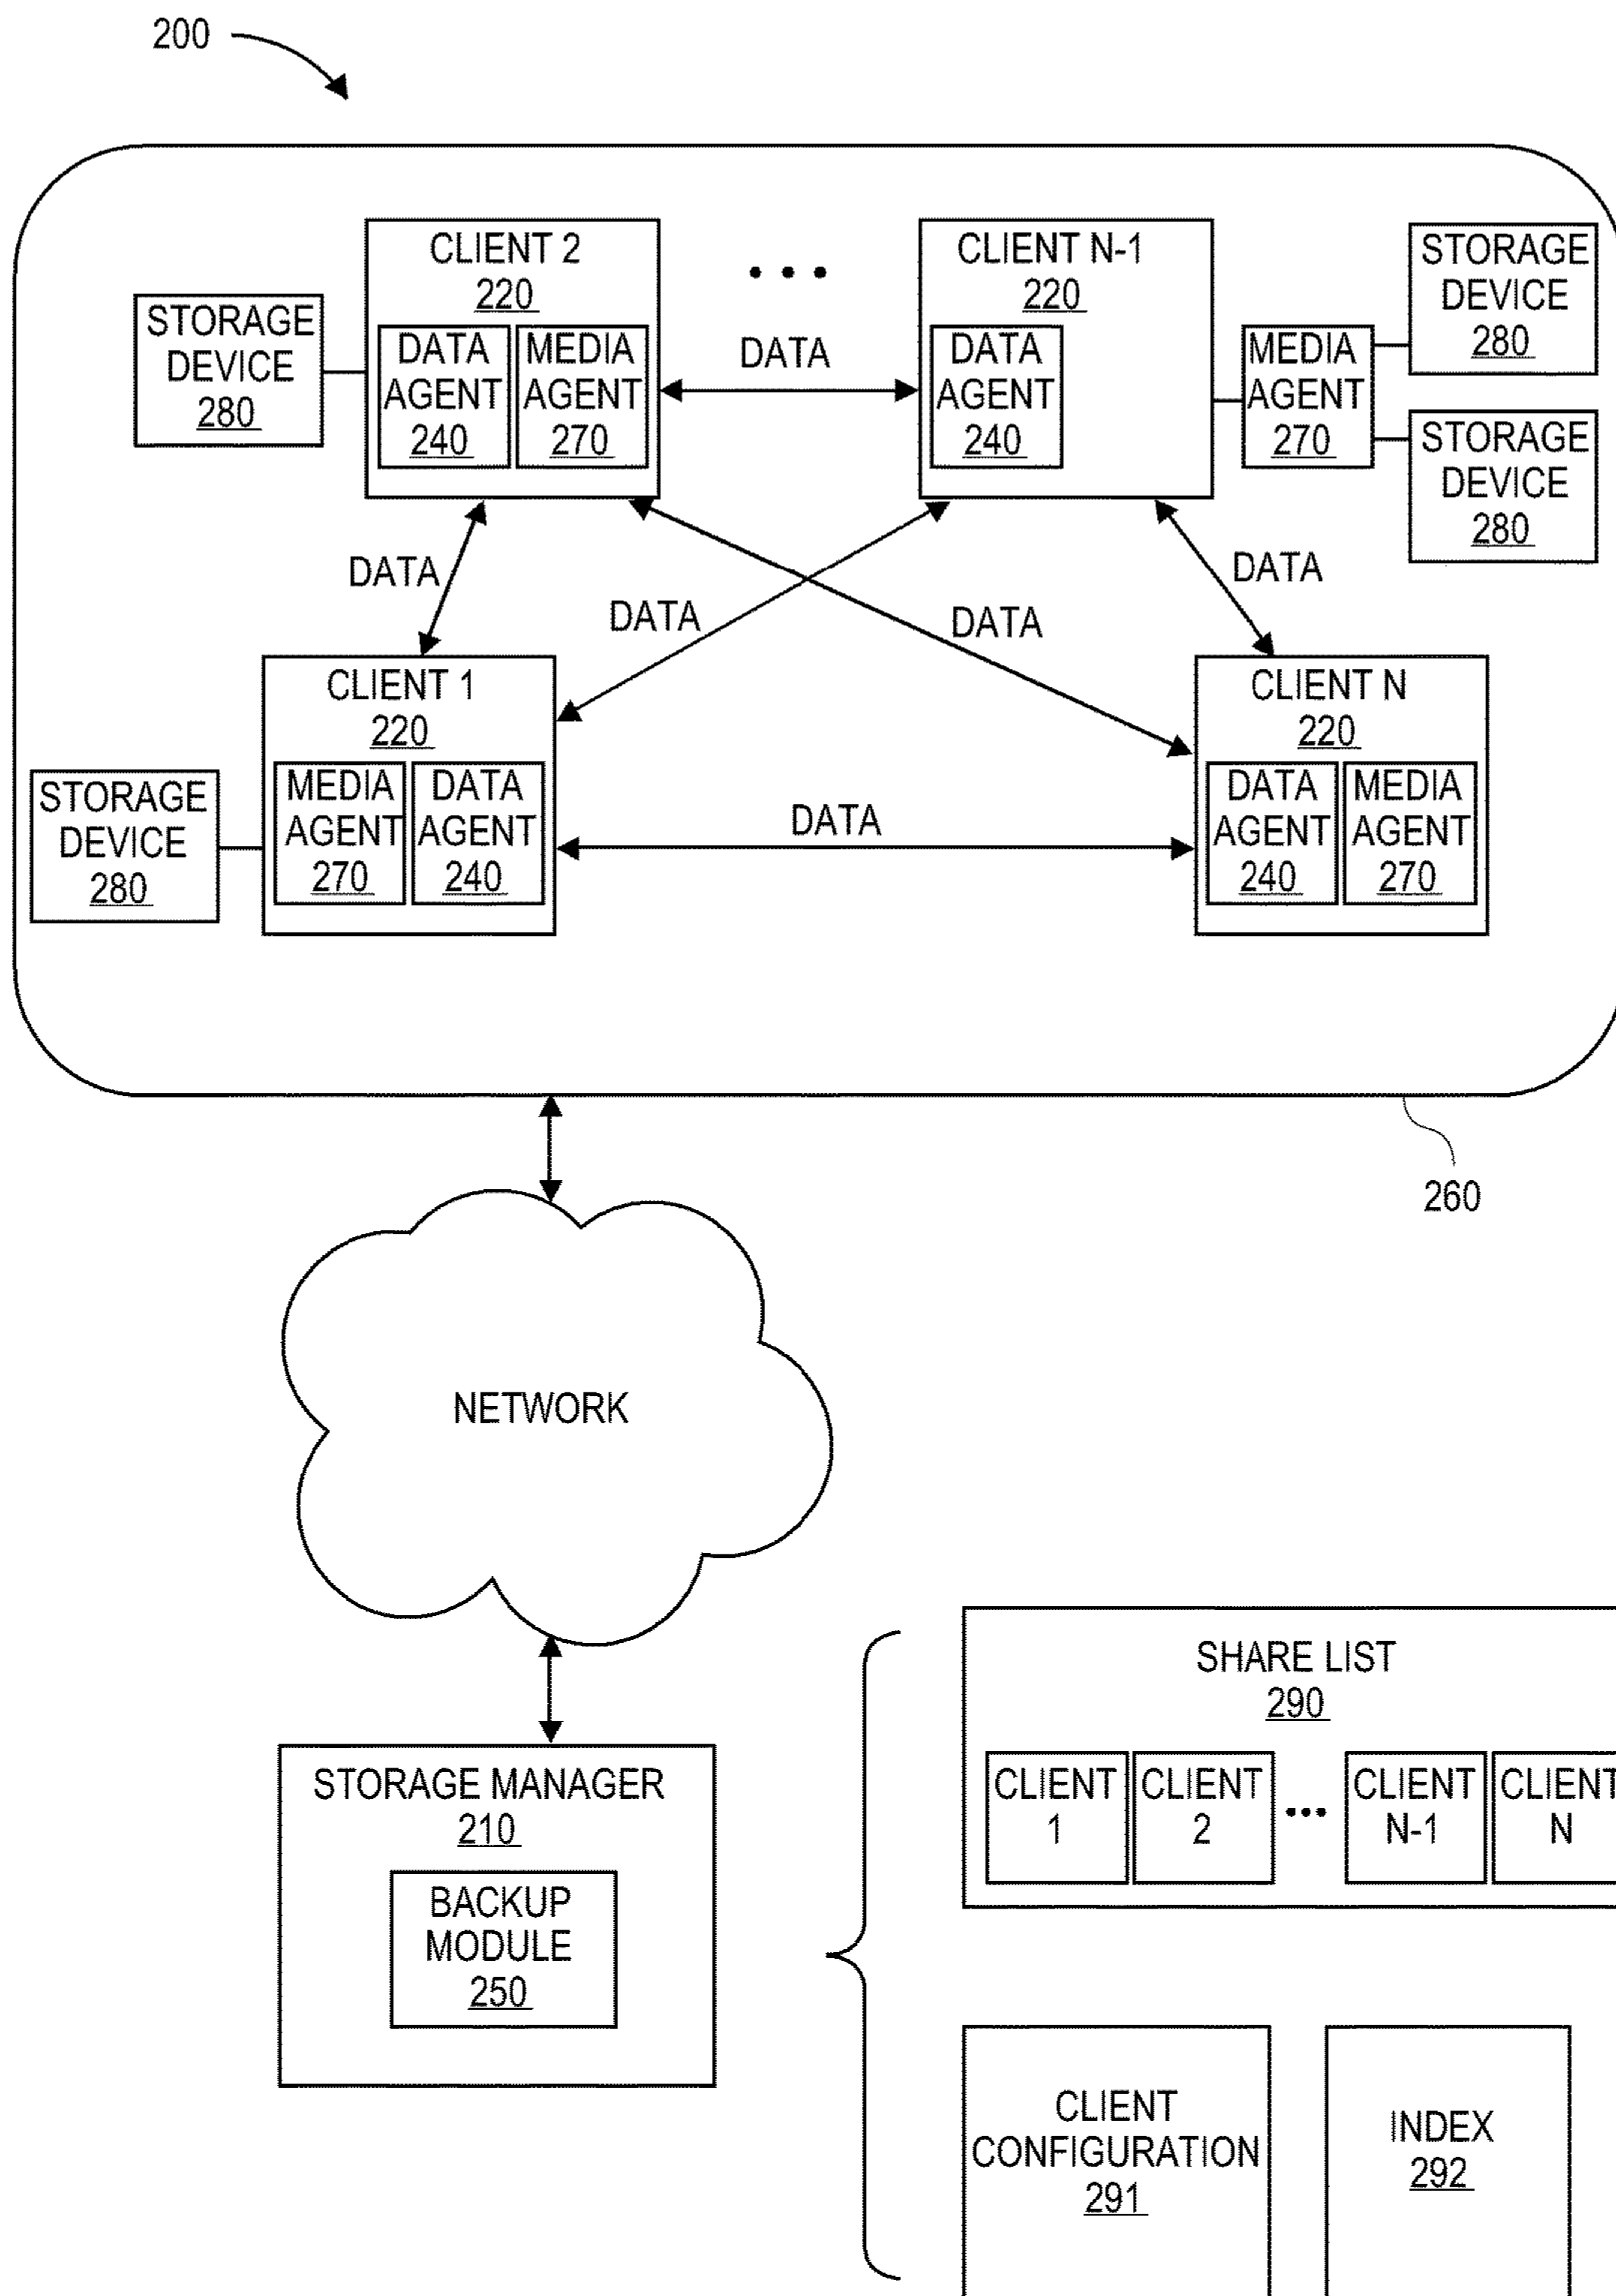 200
CLIENT 2
220
DATA
AGENT
240
MEDIA
AGENT
270
STORAGE
DEVICE
280
DATA
CLIENT N-1
220
DATA
AGENT
240
MEDIA
AGENT
270
STORAGE
DEVICE
280
STORAGE
DEVICE
280
DATA
DATA
DATA
DATA
CLIENT 1
220
MEDIA
AGENT
270
DATA
AGENT
240
STORAGE
DEVICE
280
DATA
CLIENT N
220
DATA
AGENT
240
MEDIA
AGENT
270
260
NETWORK
STORAGE MANAGER
210
BACKUP
MODULE
250
SHARE LIST
290
CLIENT
1
CLIENT
2
CLIENT
N-1
CLIENT
N
CLIENT
CONFIGURATION
291
INDEX
292